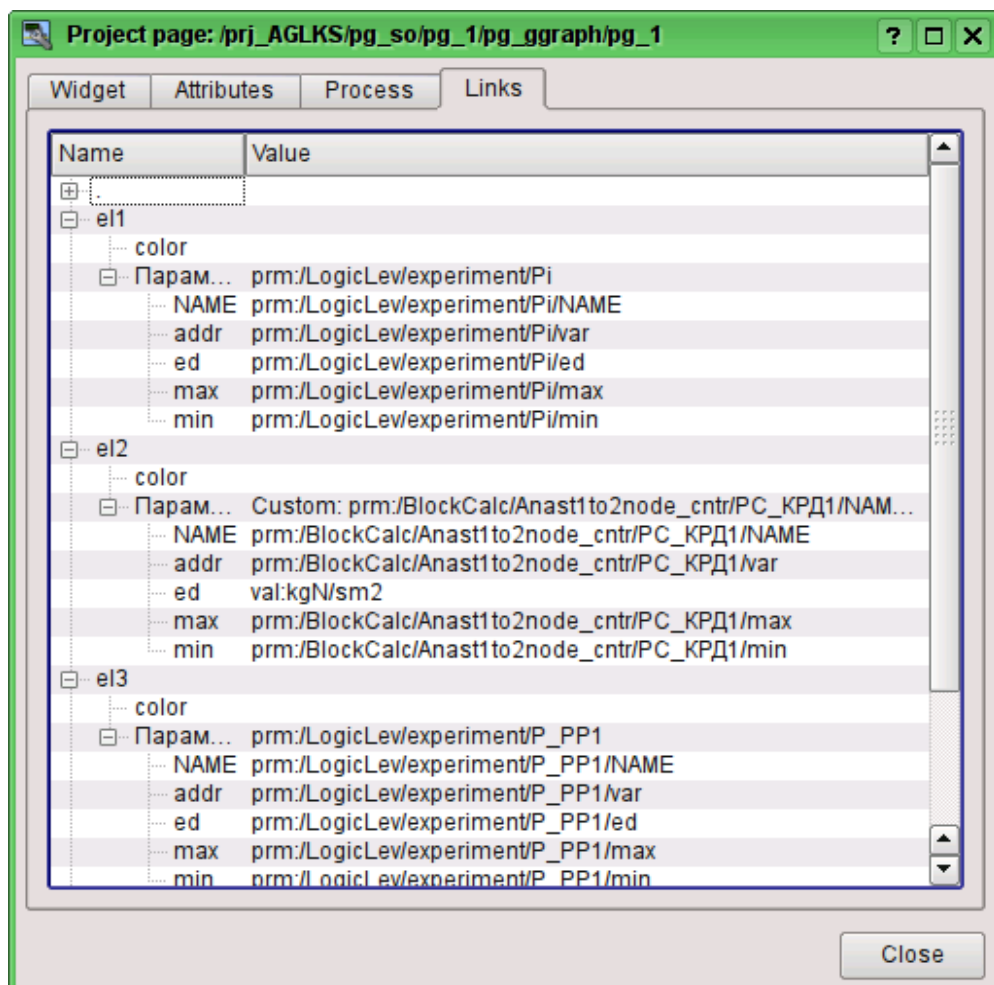 Project page: /prj_AGLKS/pg_so/pg_1/pg_ggraph/pg_1
Widget Attributes Process Links
Name Value
.
el1
color
Парам... prm:/LogicLev/experiment/Pi
NAME prm:/LogicLev/experiment/Pi/NAME
addr prm:/LogicLev/experiment/Pi/var
ed prm:/LogicLev/experiment/Pi/ed
max prm:/LogicLev/experiment/Pi/max
min prm:/LogicLev/experiment/Pi/min
el2
color
Парам... Custom: prm:/BlockCalc/Anast1to2node_cntr/PC_КРД1/NAM...
NAME prm:/BlockCalc/Anast1to2node_cntr/PC_КРД1/NAME
addr prm:/BlockCalc/Anast1to2node_cntr/PC_КРД1/var
ed val:kgN/sm2
max prm:/BlockCalc/Anast1to2node_cntr/PC_КРД1/max
min prm:/BlockCalc/Anast1to2node_cntr/PC_КРД1/min
el3
color
Парам... prm:/LogicLev/experiment/P_PP1
NAME prm:/LogicLev/experiment/P_PP1/NAME
addr prm:/LogicLev/experiment/P_PP1/var
ed prm:/LogicLev/experiment/P_PP1/ed
max prm:/LogicLev/experiment/P_PP1/max
min prm:/LogicLev/experiment/P_PP1/min
Close